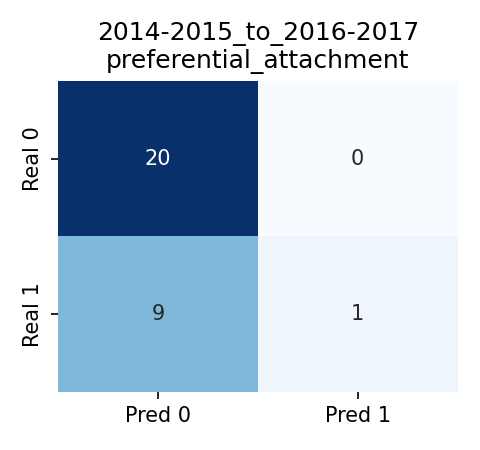 2014-2015_to_2016-2017
preferential_attachment
Real 0
20
0
Real 1
9
1
Pred 0
Pred 1